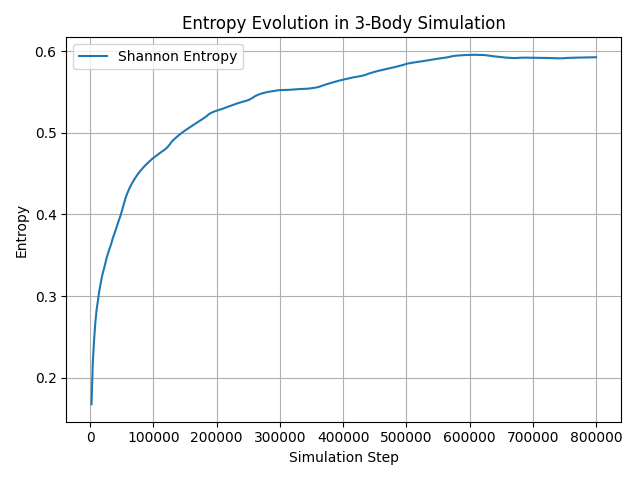 Entropy Evolution in 3-Body Simulation
Shannon Entropy
Entropy
0.6
0.5
0.4
0.3
0.2
0 100000 200000 300000 400000 500000 600000 700000 800000
Simulation Step